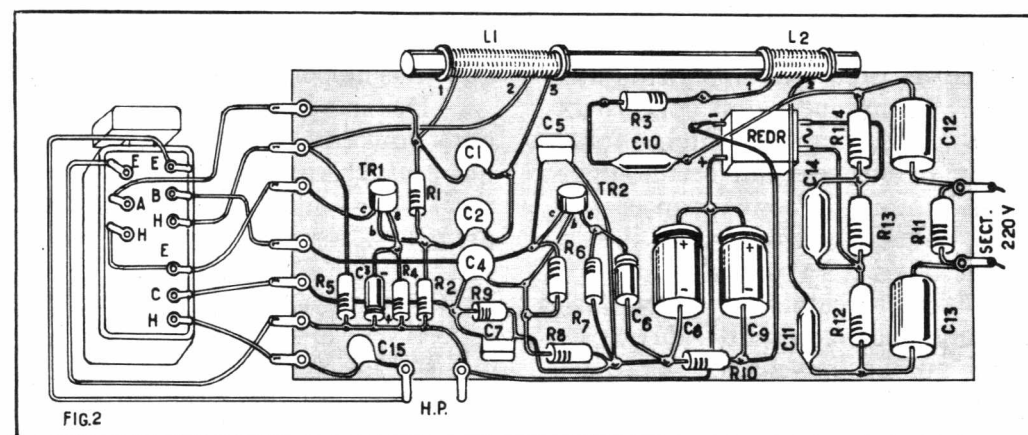 L1
L2
1
2
3
1
2
R3
C10
C5
REDR
-
+
~
R14
C12
C14
E
E
A
B
H
H
E
C
H
TR1
c
b
e
R1
C1
C2
C4
TR2
c
b
e
R6
R13
R11
SECT.
220V
R5
C3
-
+
R4
R2
R9
C7
R8
R7
C6
+
-
C8
+
-
C9
R10
C11
R12
C13
C15
H.P.
FIG.2